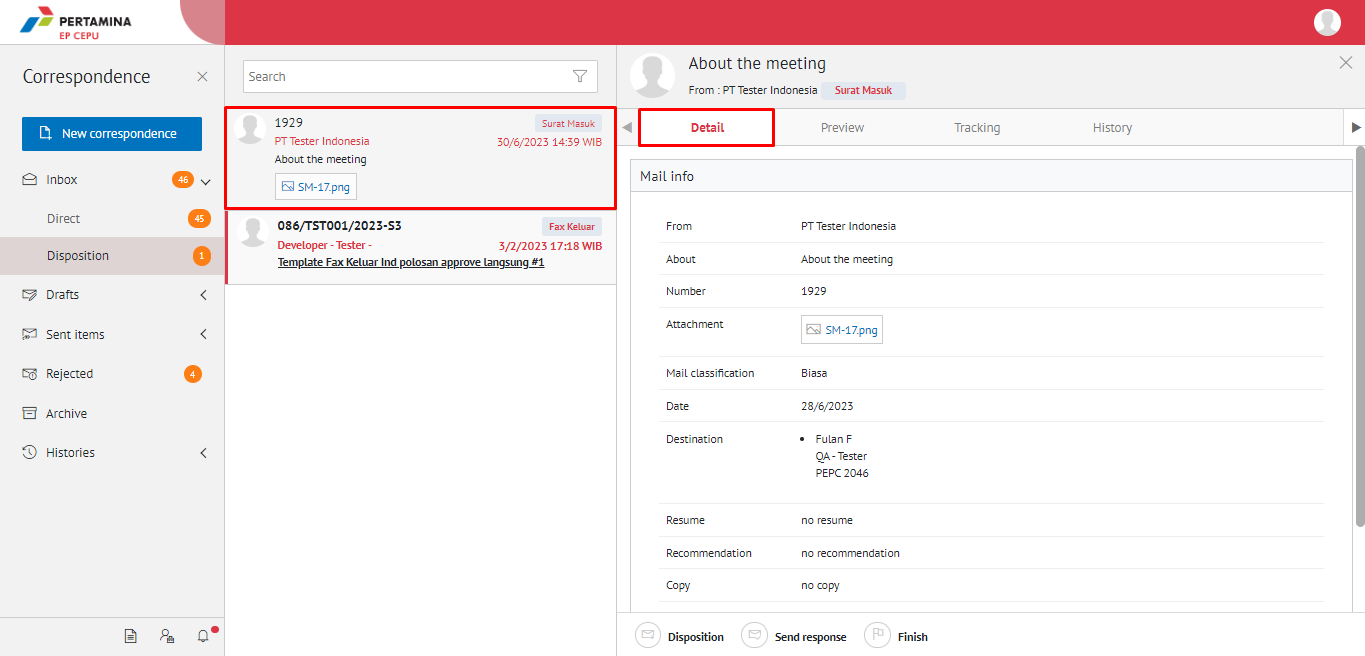 PERTAMINA
EP CEPU
Correspondence
New correspondence
Inbox 46
Direct 45
Disposition 1
Drafts
Sent items
Rejected 4
Archive
Histories
Search
1929 Surat Masuk
PT Tester Indonesia 30/6/2023 14:39 WIB
About the meeting
SM-17.png
086/TST001/2023-S3 Fax Keluar
Developer - Tester - 3/2/2023 17:18 WIB
Template Fax Keluar Ind polosan approve langsung #1
About the meeting
From : PT Tester Indonesia Surat Masuk
Detail Preview Tracking History
Mail info
From PT Tester Indonesia
About About the meeting
Number 1929
Attachment SM-17.png
Mail classification Biasa
Date 28/6/2023
Destination • Fulan F
QA - Tester
PEPC 2046
Resume no resume
Recommendation no recommendation
Copy no copy
Disposition Send response Finish